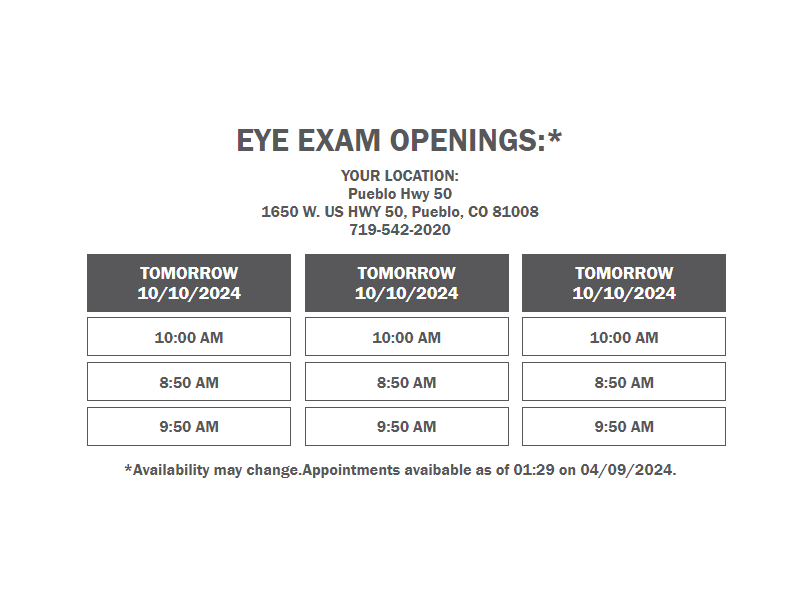 EYE EXAM OPENINGS:*
YOUR LOCATION:
Pueblo Hwy 50
1650 W. US HWY 50, Pueblo, CO 81008
719-542-2020
TOMORROW
10/10/2024
TOMORROW
10/10/2024
TOMORROW
10/10/2024
10:00 AM
10:00 AM
10:00 AM
8:50 AM
8:50 AM
8:50 AM
9:50 AM
9:50 AM
9:50 AM
*Availability may change.Appointments avaibable as of 01:29 on 04/09/2024.